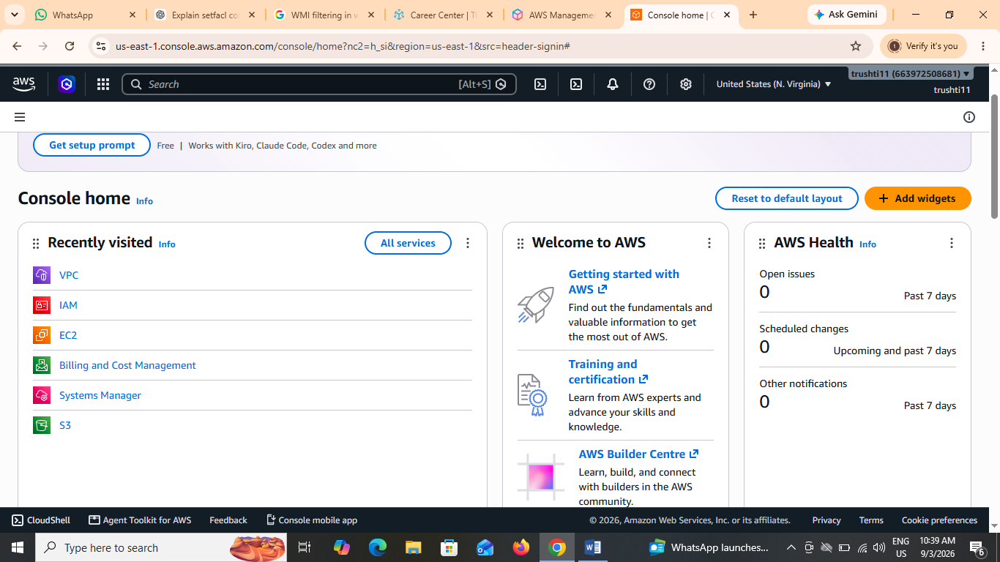 WhatsApp
Explain setfacl co
WMI filtering in w
Career Center | T
AWS Manageme
Console home |
Ask Gemini
us-east-1.console.aws.amazon.com/console/home?nc2=h_si&region=us-east-1&src=header-signin#
Verify it's you
aws
Search
[Alt+S]
United States (N. Virginia)
trushti11 (663972508681)
trushti11
Get setup prompt
Free | Works with Kiro, Claude Code, Codex and more
Console home Info
Reset to default layout
+ Add widgets
Recently visited Info
All services
VPC
IAM
EC2
Billing and Cost Management
Systems Manager
S3
Welcome to AWS
Getting started with
AWS
Find out the fundamentals and
valuable information to get
the most out of AWS.
Training and
certification
Learn from AWS experts and
advance your skills and
knowledge.
AWS Builder Centre
Learn, build, and connect
with builders in the AWS
community.
AWS Health Info
Open issues
0
Past 7 days
Scheduled changes
0
Upcoming and past 7 days
Other notifications
0
Past 7 days
CloudShell
Agent Toolkit for AWS
Feedback
Console mobile app
© 2026, Amazon Web Services, Inc. or its affiliates.
Privacy
Terms
Cookie preferences
Type here to search
WhatsApp launches...
ENG
US
10:39 AM
9/3/2026
6